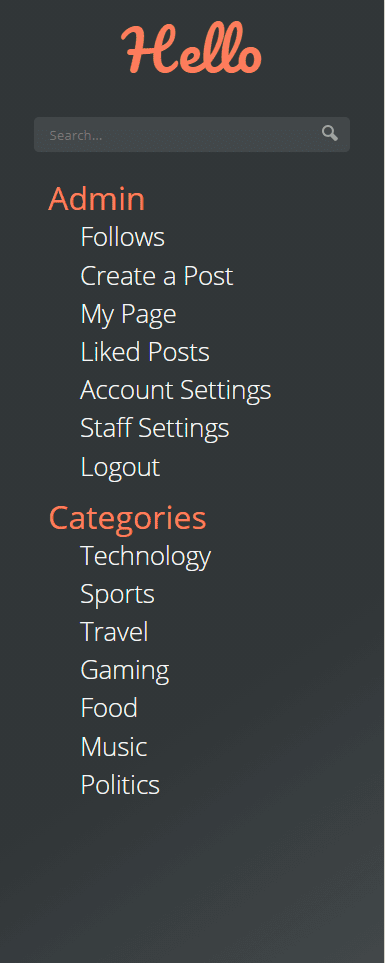 Hello
Search...
Admin
Follows
Create a Post
My Page
Liked Posts
Account Settings
Staff Settings
Logout
Categories
Technology
Sports
Travel
Gaming
Food
Music
Politics